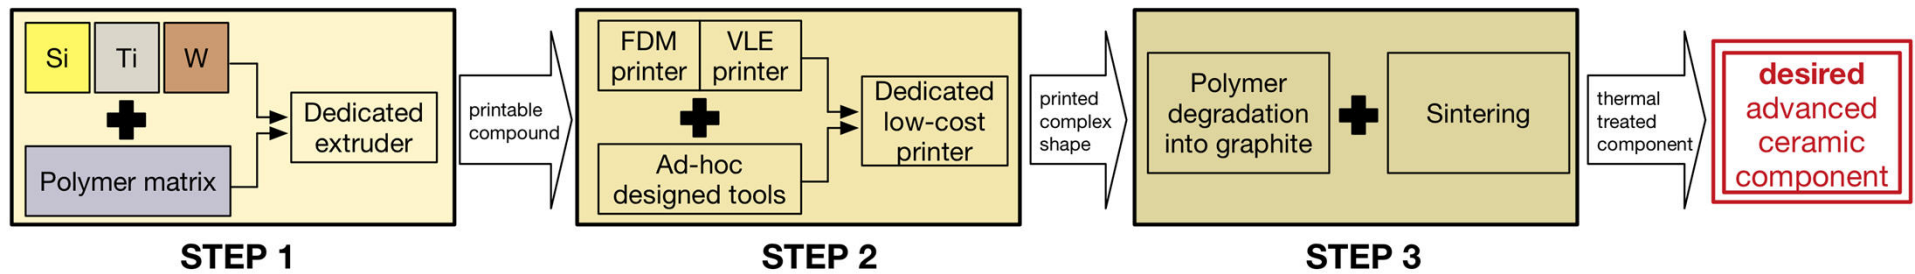 Si
Ti
W
Polymer matrix
Dedicated
extruder
STEP 1
printable
compound
FDM
printer
VLE
printer
Ad-hoc
designed tools
Dedicated
low-cost
printer
STEP 2
printed
complex
shape
Polymer
degradation
into graphite
Sintering
STEP 3
thermal
treated
component
desired
advanced
ceramic
component